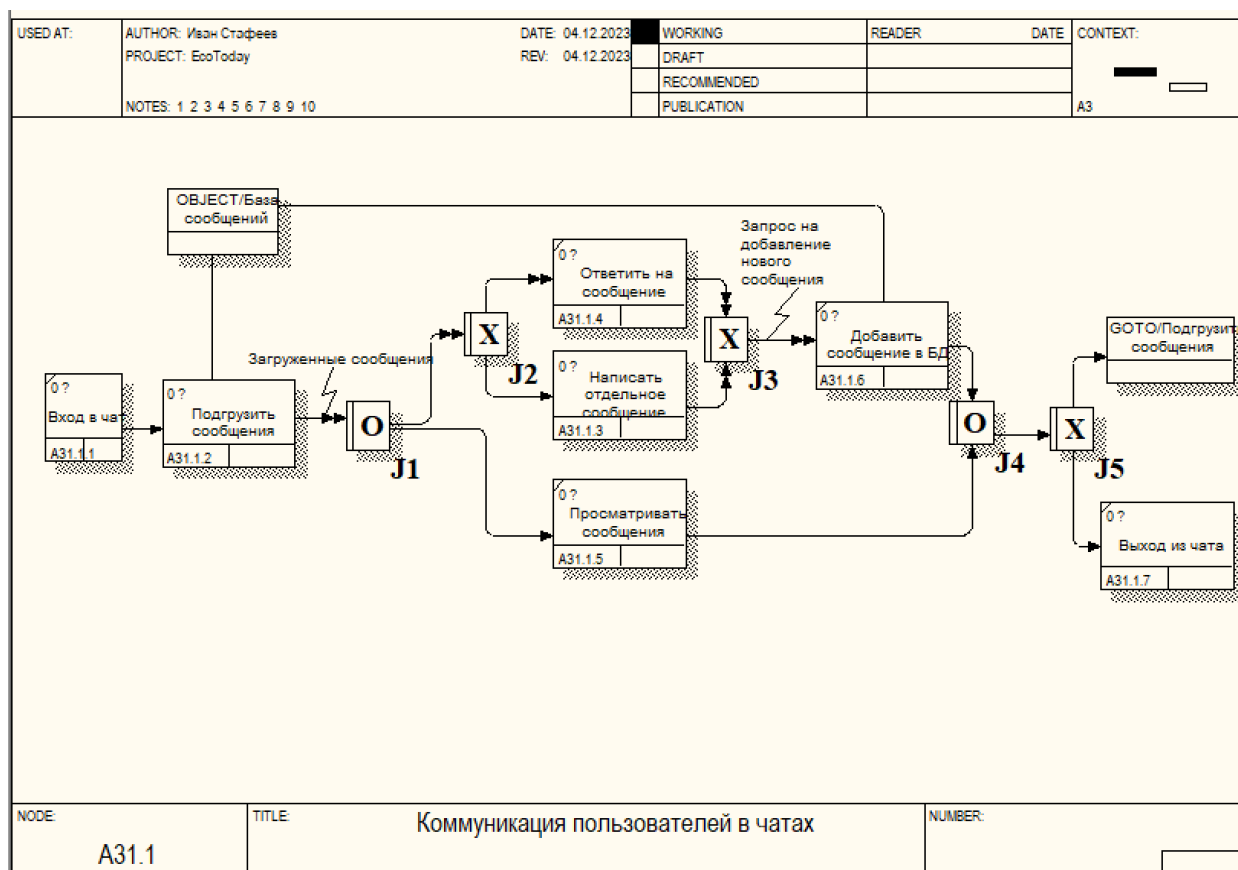 USED AT:
AUTHOR: Иван Стафеев
DATE: 04.12.2023
WORKING
READER
DATE
CONTEXT:
PROJECT: EcoToday
REV: 04.12.2023
DRAFT
RECOMMENDED
NOTES: 1 2 3 4 5 6 7 8 9 10
PUBLICATION
A3
OBJECT/База
сообщений
Запрос на
добавление
нового
сообщения
0 ?
Ответить на
сообщение
A31.1.4
X
J2
X
J3
0 ?
Добавить
сообщение в БД
A31.1.6
GOTO/Подгрузить
сообщения
Загруженные сообщения
0 ?
Вход в чат
A31.1.1
0 ?
Подгрузить
сообщения
A31.1.2
O
J1
0 ?
Написать
отдельное
сообщение
A31.1.3
O
J4
X
J5
0 ?
Просматривать
сообщения
A31.1.5
0 ?
Выход из чата
A31.1.7
NODE:
TITLE:
Коммуникация пользователей в чатах
NUMBER:
A31.1